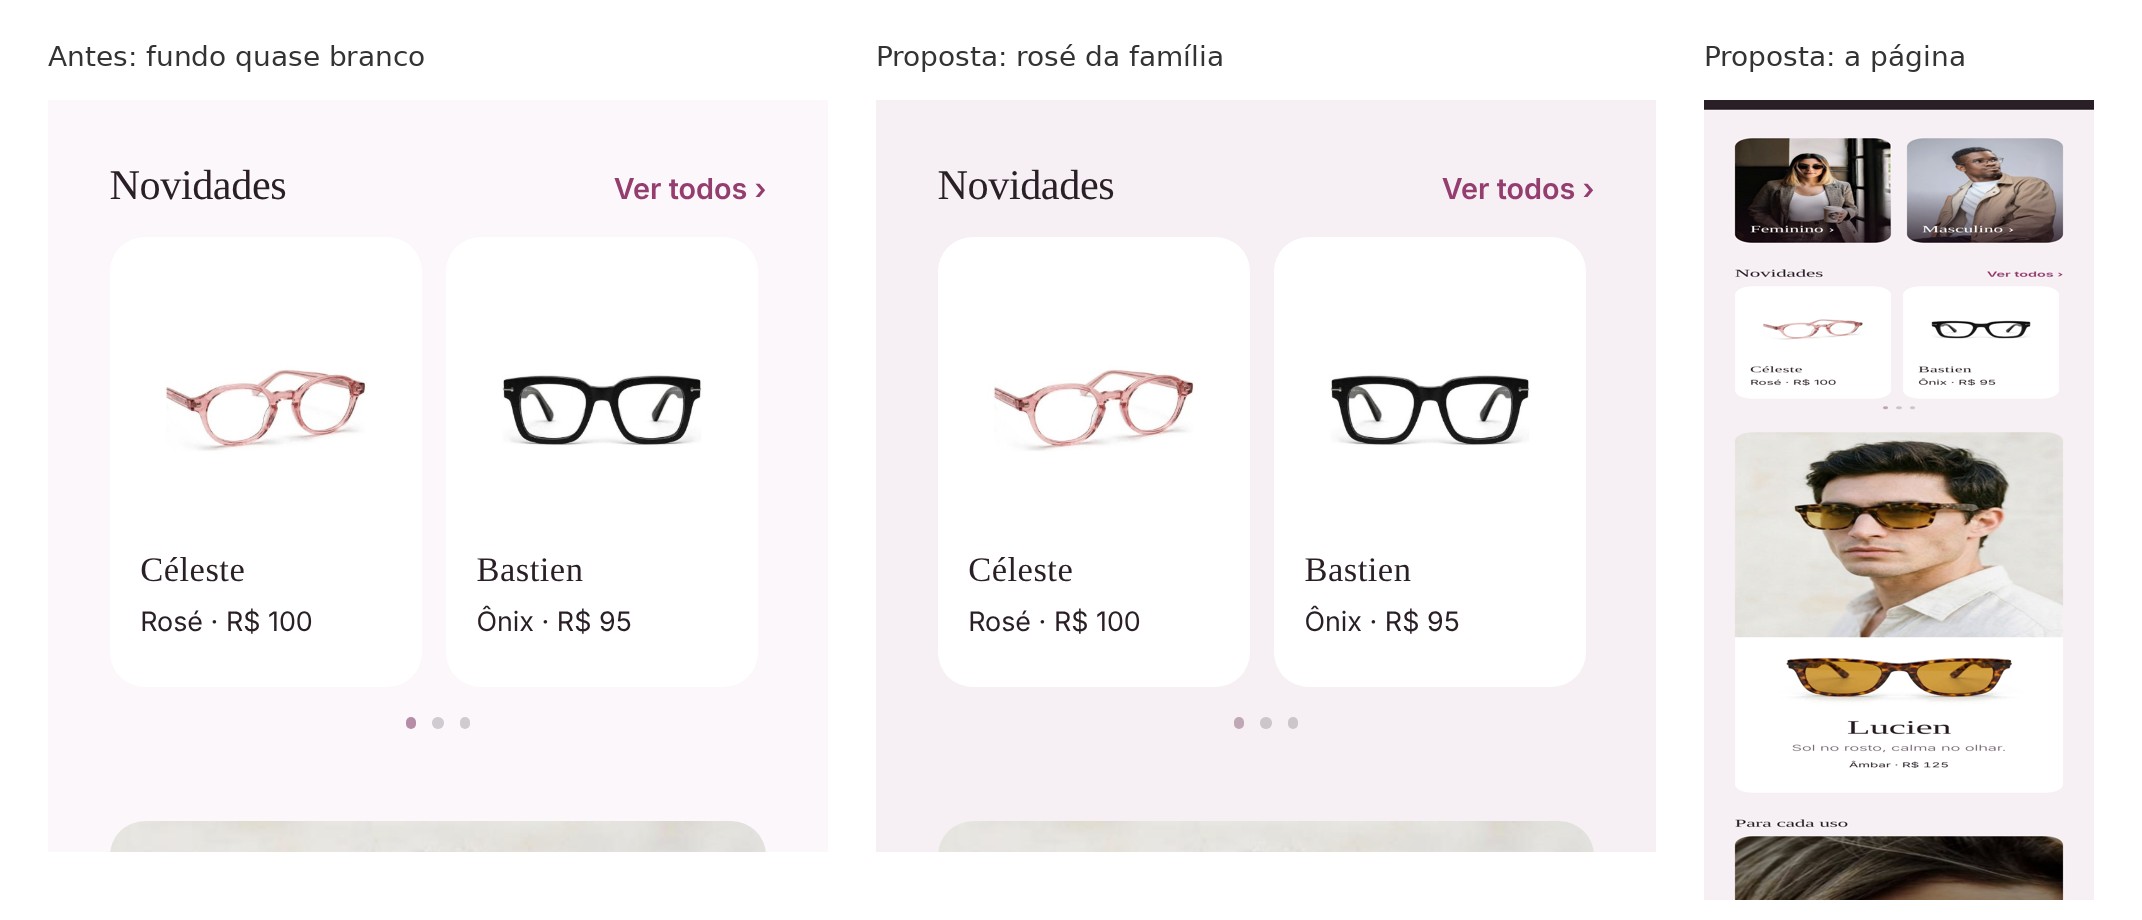 Antes: fundo quase branco
Novidades
Ver todos ›
Céleste
Rosé · R$ 100
Bastien
Ônix · R$ 95
Proposta: rosé da família
Novidades
Ver todos ›
Céleste
Rosé · R$ 100
Bastien
Ônix · R$ 95
Proposta: a página
Feminino ›
Masculino ›
Novidades
Ver todos ›
Céleste
Rosé · R$ 100
Bastien
Ônix · R$ 95
Lucien
Sol no rosto, calma no olhar.
Âmbar · R$ 125
Para cada uso